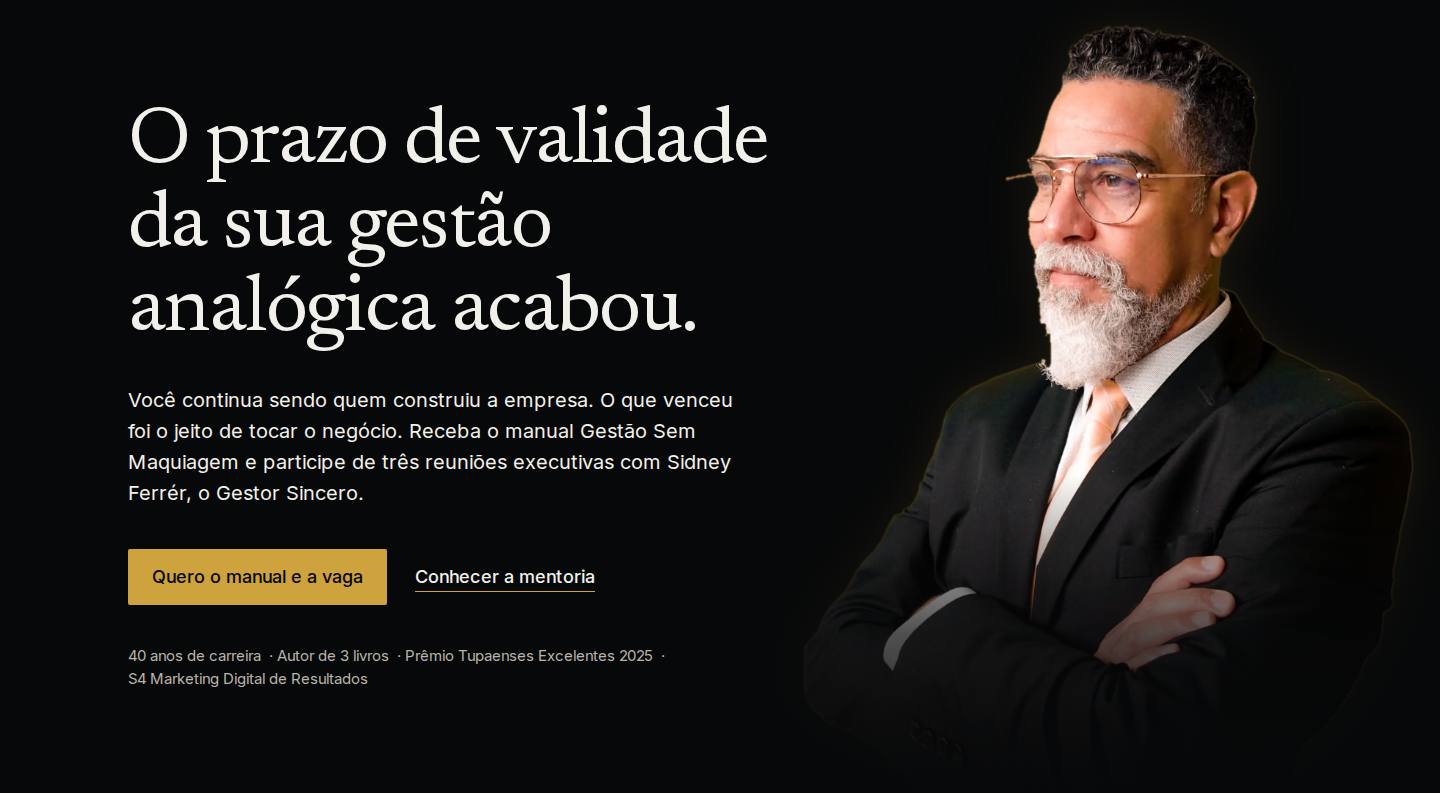 O prazo de validade
da sua gestão
analógica acabou.
Você continua sendo quem construiu a empresa. O que venceu
foi o jeito de tocar o negócio. Receba o manual Gestão Sem
Maquiagem e participe de três reuniões executivas com Sidney
Ferrér, o Gestor Sincero.
Quero o manual e a vaga
Conhecer a mentoria
40 anos de carreira · Autor de 3 livros · Prêmio Tupaenses Excelentes 2025 ·
S4 Marketing Digital de Resultados